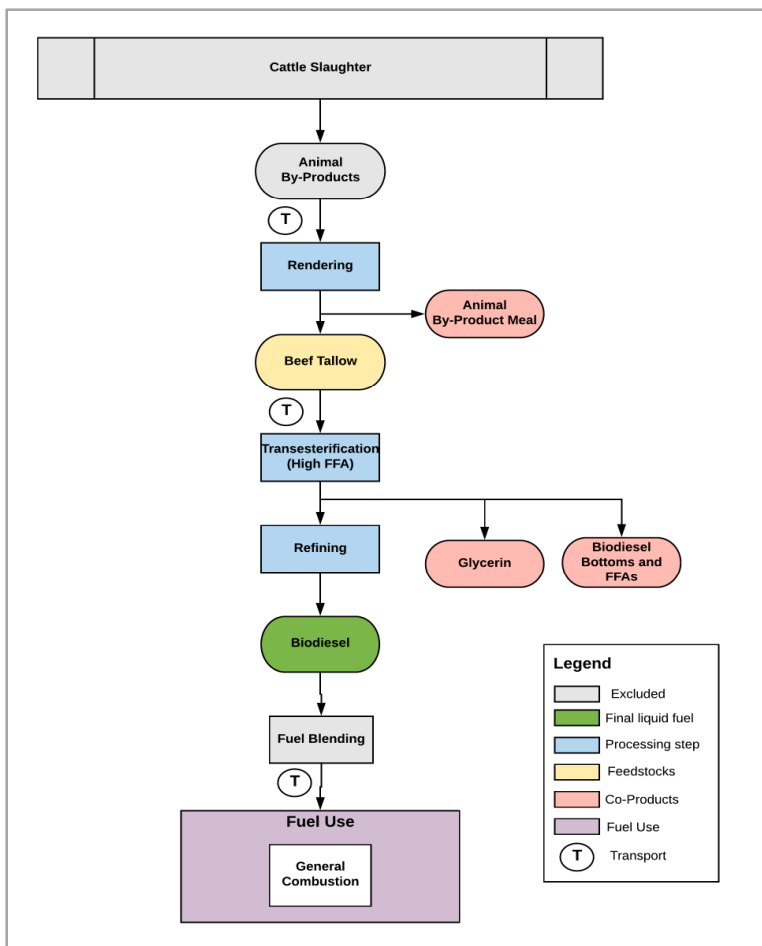 Cattle Slaughter
Animal
By-Products
T
Rendering
Animal
By-Product Meal
Beef Tallow
T
Transesterification
(High FFA)
Refining
Glycerin
Biodiesel
Bottoms and
FFAs
Biodiesel
Fuel Blending
T
Fuel Use
General
Combustion
Legend
Excluded
Final liquid fuel
Processing step
Feedstocks
Co-Products
Fuel Use
T Transport